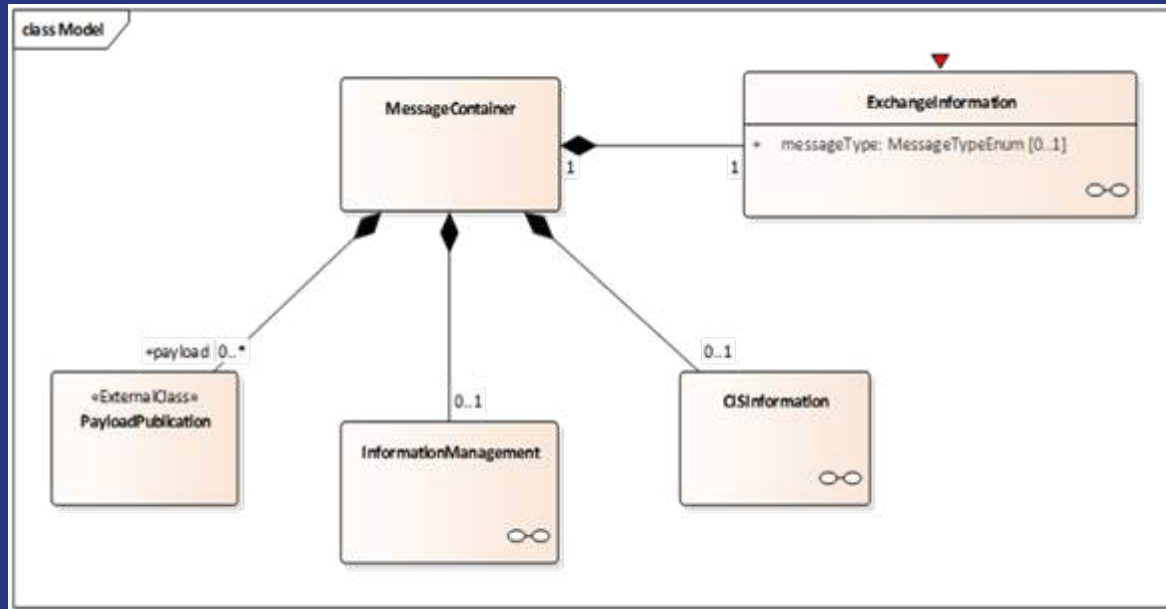 class Model
MessageContainer
ExchangeInformation
+ messageType: MessageTypeEnum [0..1]
1
1
+payload 0..*
0..1
0..1
«ExternalClass»
PayloadPublication
InformationManagement
CISInformation